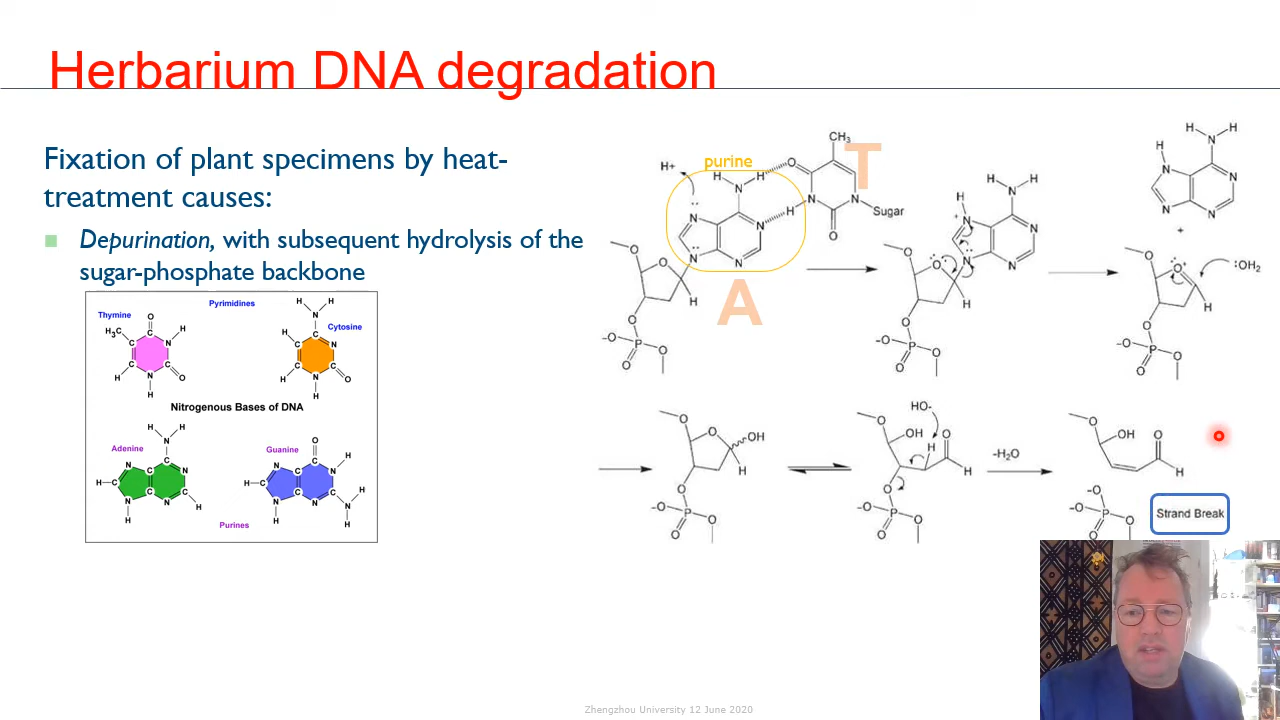 Herbarium DNA degradation
Fixation of plant specimens by heat-
treatment causes:
Depurination, with subsequent hydrolysis of the
sugar-phosphate backbone
Pyrimidines
Thymine
Cytosine
Nitrogenous Bases of DNA
Adenine
Guanine
Purines
purine
T
A
H+
CH3
Sugar
:OH2
HO-
-H2O
Strand Break
Zhengzhou University 12 June 2020